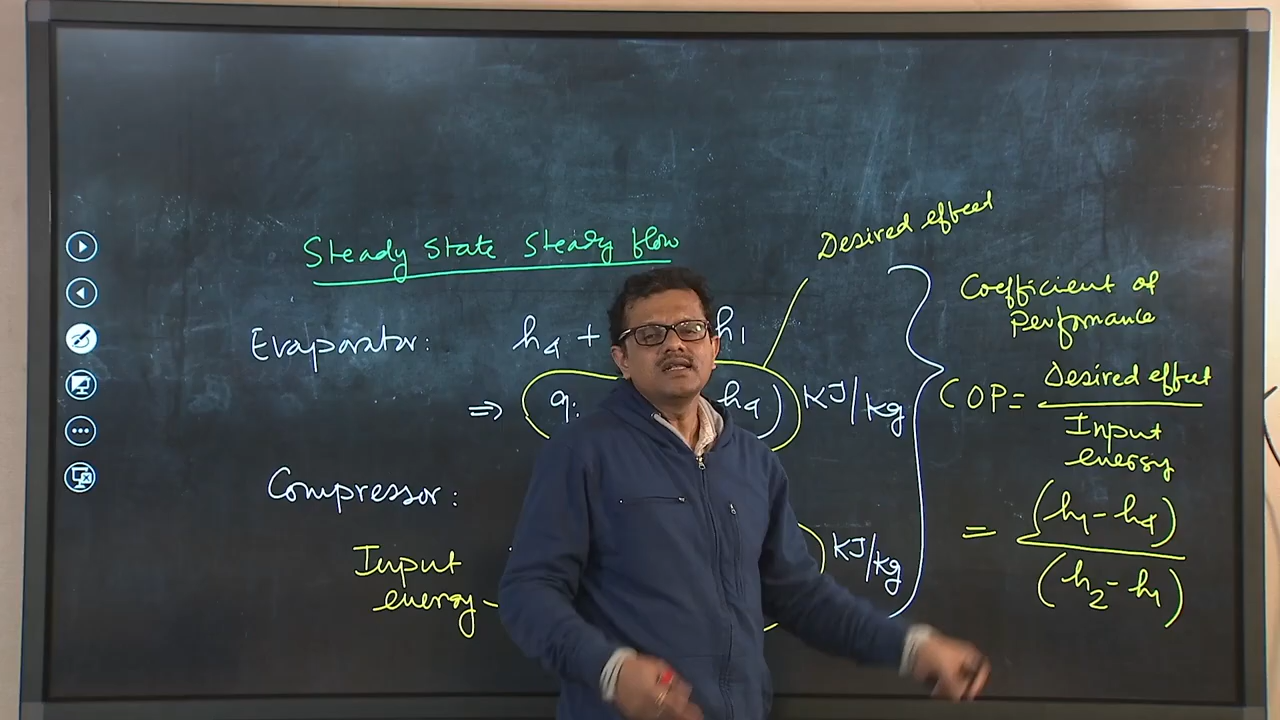 Desired effect
Steady State Steady flow
Coefficient of
Performance
Evaporator: h4 + h1
⇒ q h4) KJ/kg
COP = Desired effect
Input
energy
Compressor:
= (h1 - h4)
(h2 - h1)
Input
energy
KJ/kg